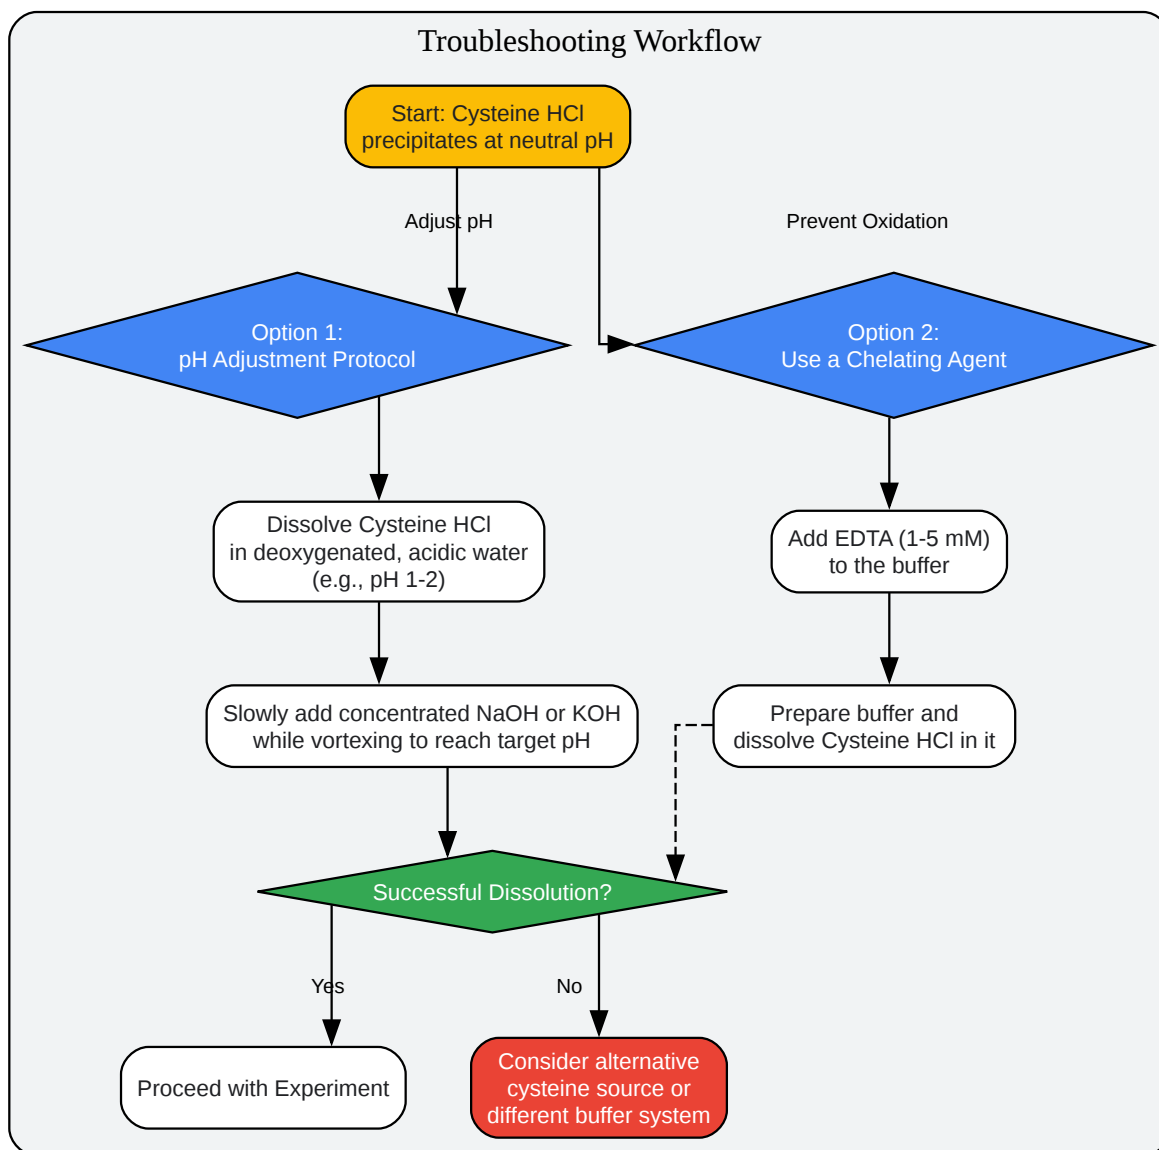 Troubleshooting Workflow
Start: Cysteine HCl
precipitates at neutral pH
Adjust pH
Prevent Oxidation
Option 1:
pH Adjustment Protocol
Option 2:
Use a Chelating Agent
Dissolve Cysteine HCl
in deoxygenated, acidic water
(e.g., pH 1-2)
Add EDTA (1-5 mM)
to the buffer
Slowly add concentrated NaOH or KOH
while vortexing to reach target pH
Prepare buffer and
dissolve Cysteine HCl in it
Successful Dissolution?
Yes
No
Proceed with Experiment
Consider alternative
cysteine source or
different buffer system